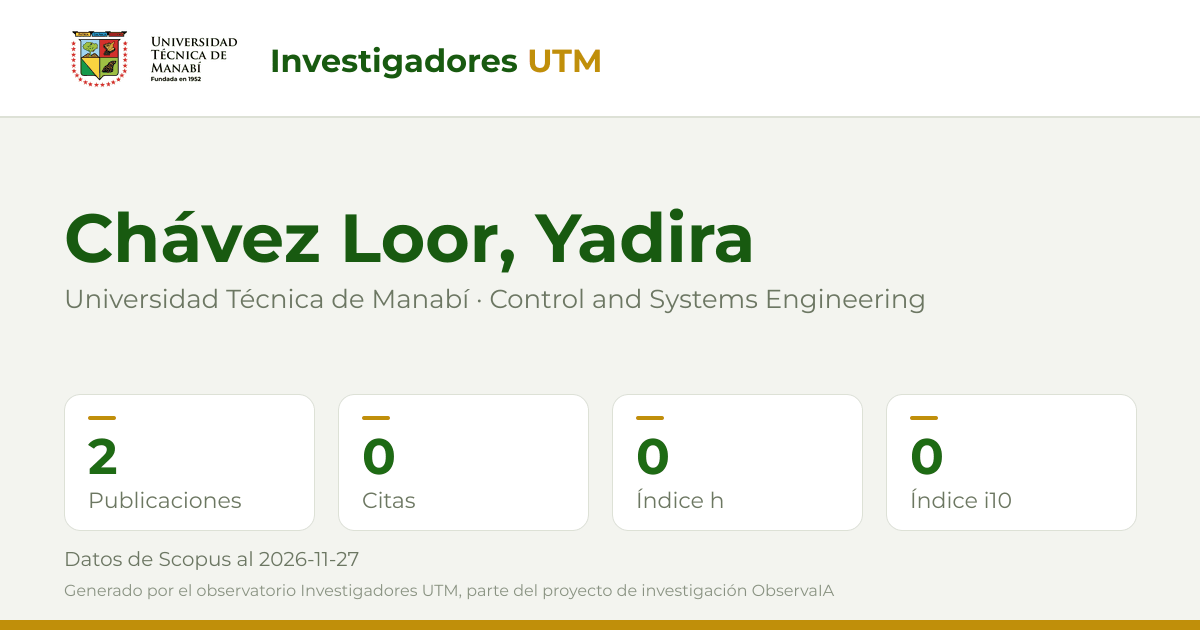 UNIVERSIDAD
TÉCNICA DE
MANABÍ
Fundada en 1952
Investigadores UTM
Chávez Loor, Yadira
Universidad Técnica de Manabí · Control and Systems Engineering
2
Publicaciones
0
Citas
0
Índice h
0
Índice i10
Datos de Scopus al 2026-11-27
Generado por el observatorio Investigadores UTM, parte del proyecto de investigación ObservaIA